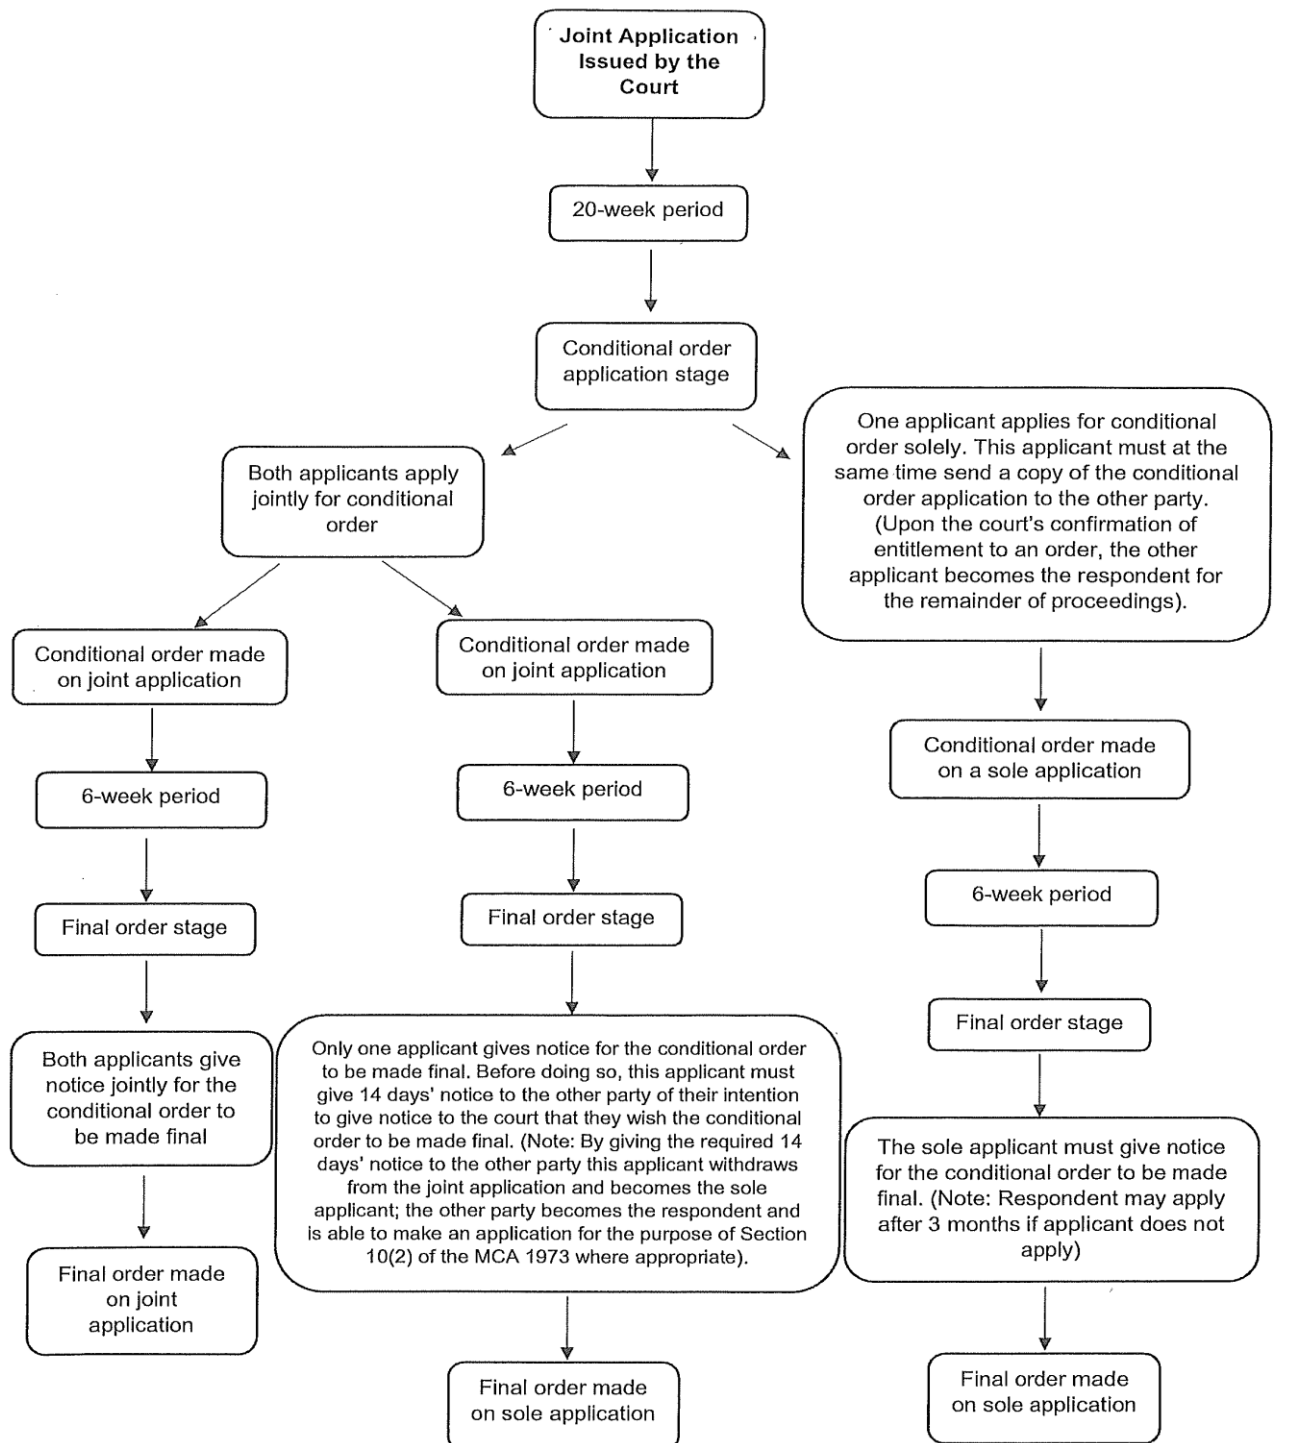 Joint Application
Issued by the
Court
20-week period
Conditional order
application stage
Both applicants apply
jointly for conditional
order
One applicant applies for conditional
order solely. This applicant must at the
same time send a copy of the conditional
order application to the other party.
(Upon the court's confirmation of
entitlement to an order, the other
applicant becomes the respondent for
the remainder of proceedings).
Conditional order made
on joint application
6-week period
Final order stage
Both applicants give
notice jointly for the
conditional order to
be made final
Final order made
on joint
application
Conditional order made
on joint application
6-week period
Final order stage
Only one applicant gives notice for the conditional order
to be made final. Before doing so, this applicant must
give 14 days' notice to the other party of their intention
to give notice to the court that they wish the conditional
order to be made final. (Note: By giving the required 14
days' notice to the other party this applicant withdraws
from the joint application and becomes the sole
applicant; the other party becomes the respondent and
is able to make an application for the purpose of Section
10(2) of the MCA 1973 where appropriate).
Final order made
on sole application
Conditional order made
on a sole application
6-week period
Final order stage
The sole applicant must give notice
for the conditional order to be made
final. (Note: Respondent may apply
after 3 months if applicant does not
apply)
Final order made
on sole application